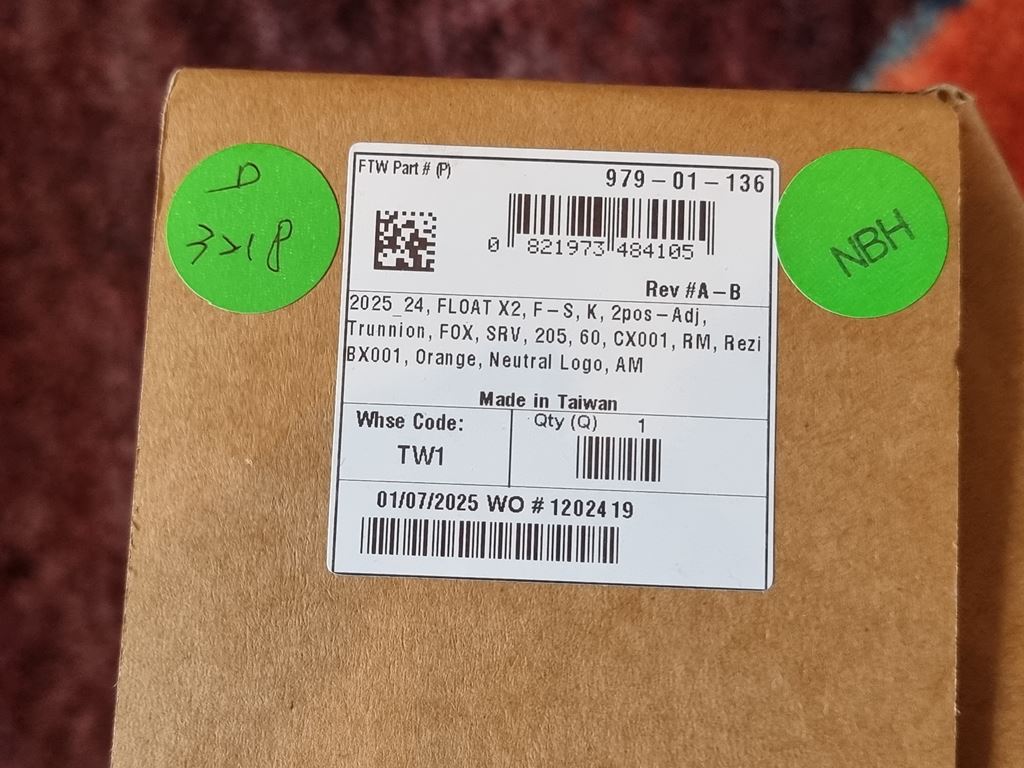 D
3218
FTW Part # (P)
979-01-136
0 821973 484105
Rev #A-B
2025_24, FLOAT X2, F-S, K, 2pos-Adj,
Trunnion, FOX, SRV, 205, 60, CX001, RM, Rezi
BX001, Orange, Neutral Logo, AM
Made in Taiwan
Whse Code:
TW1
Qty (Q) 1
01/07/2025 WO # 1202419
NBH